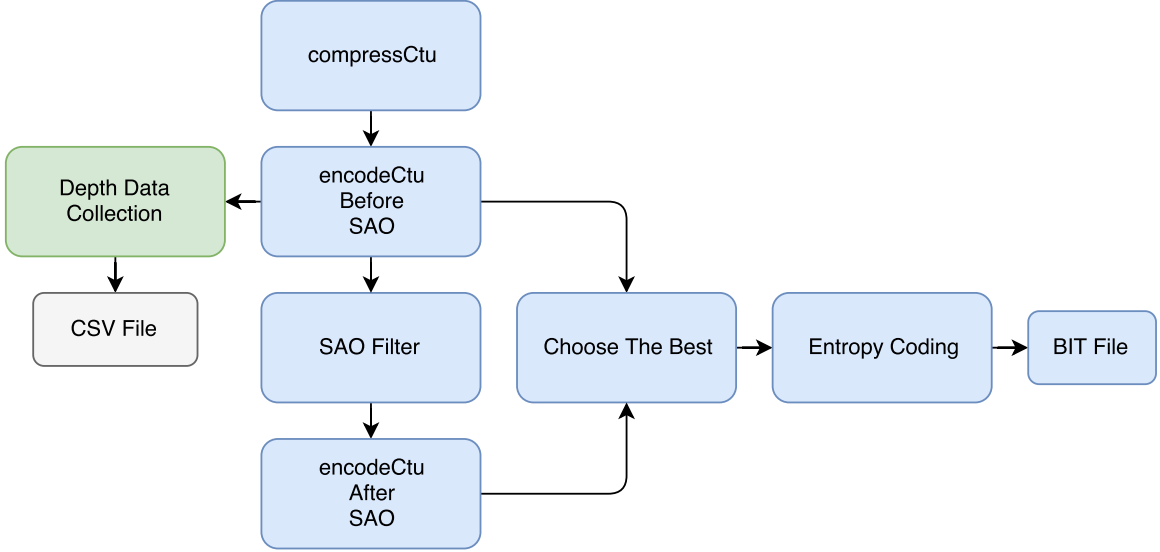 compressCtu
Depth Data
Collection
encodeCtu
Before
SAO
CSV File
SAO Filter
Choose The Best
Entropy Coding
BIT File
encodeCtu
After
SAO